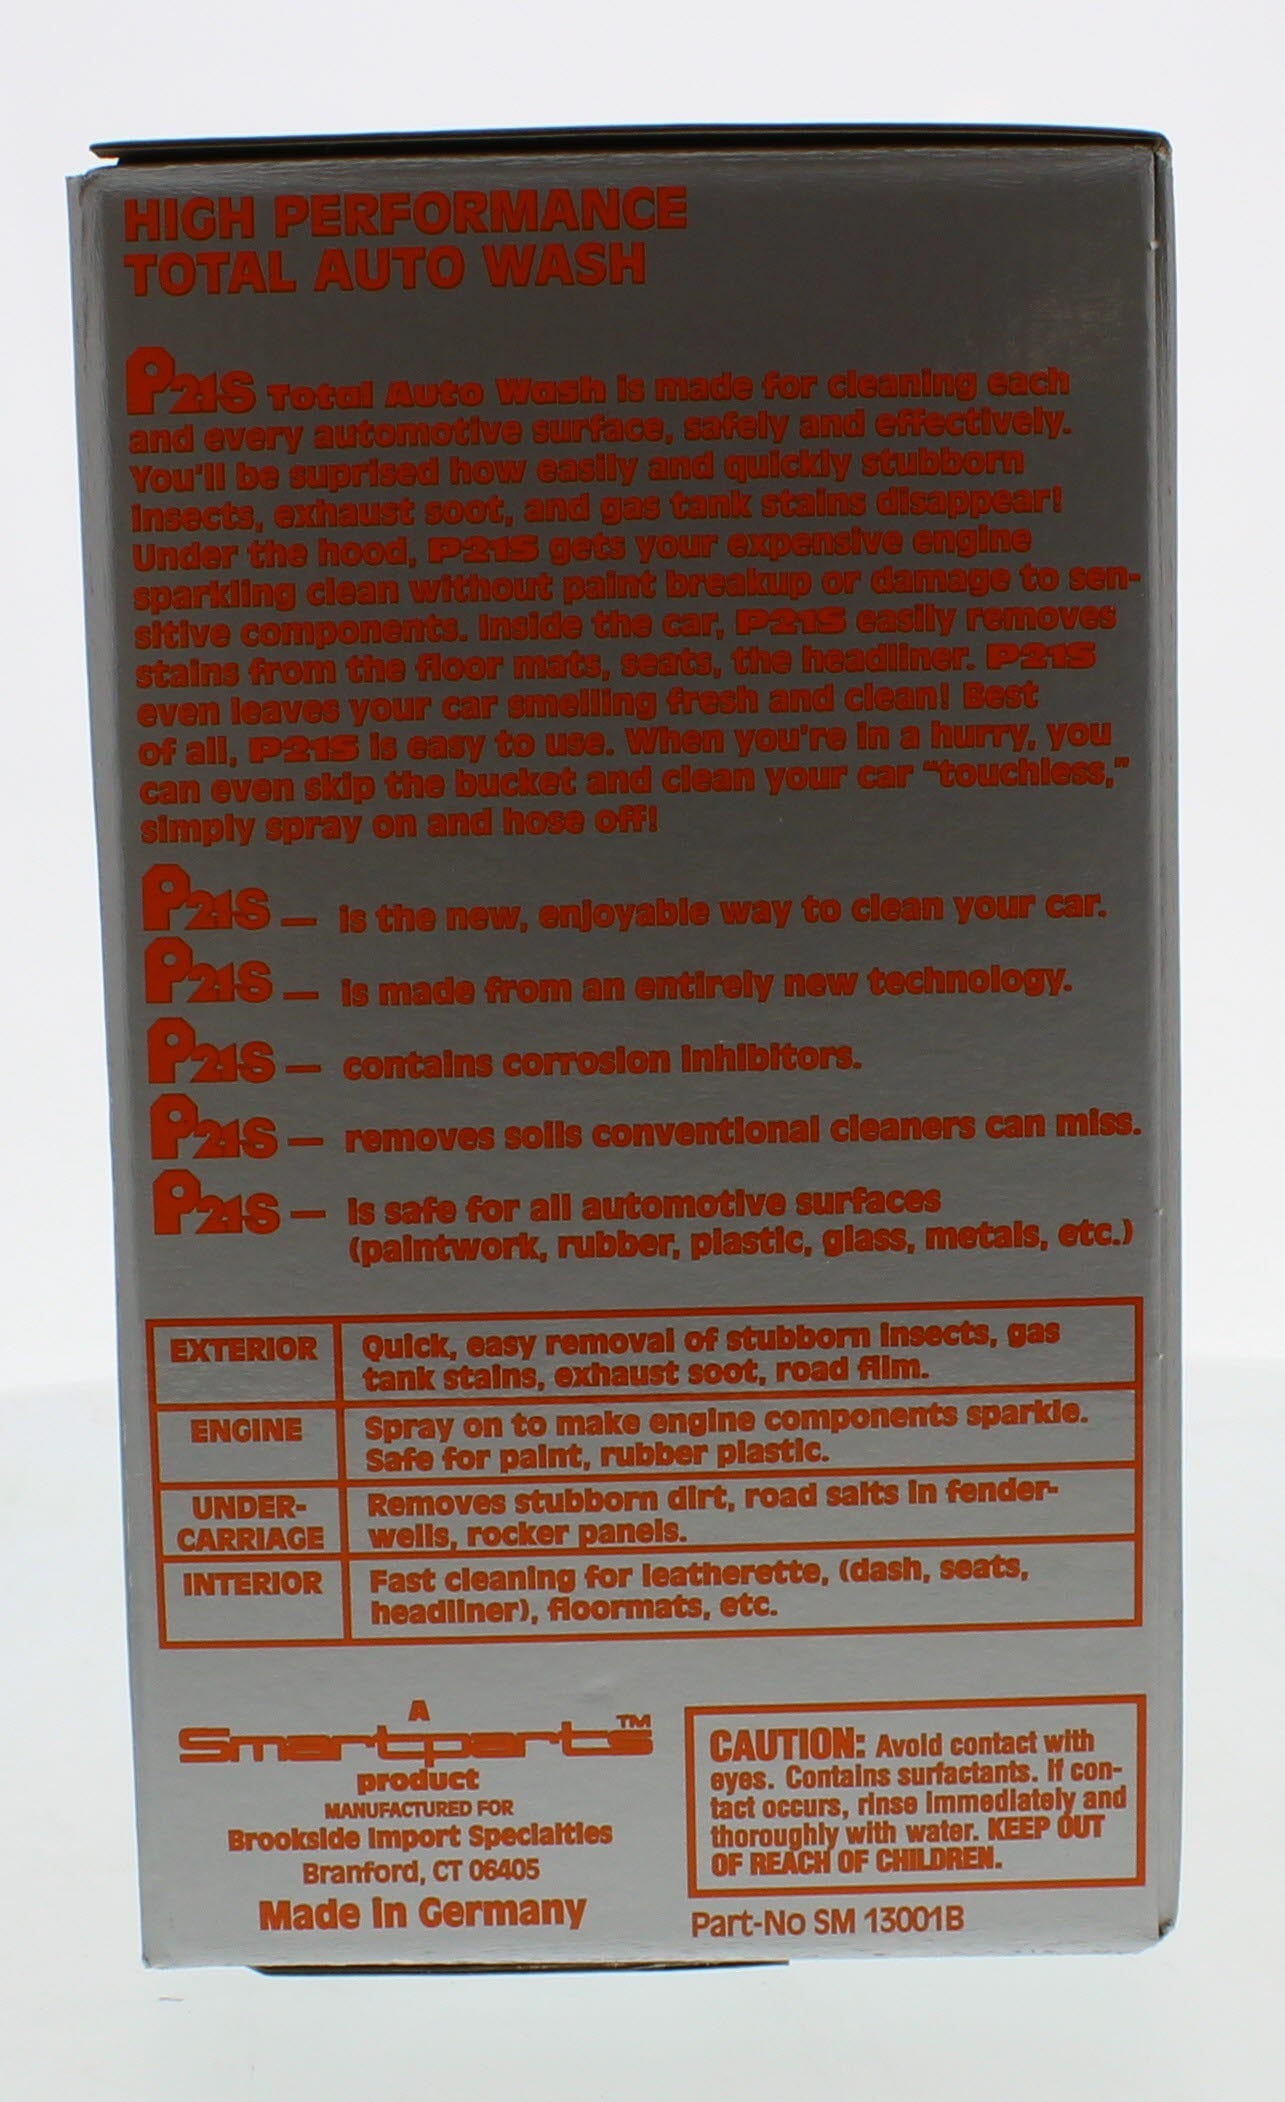 HIGH PERFORMANCE
TOTAL AUTO WASH
P21S Total Auto Wash is made for cleaning each
and every automotive surface, safely and effectively.
You'll be suprised how easily and quickly stubborn
insects, exhaust soot, and gas tank stains disappear!
Under the hood, P21S gets your expensive engine
sparkling clean without paint breakup or damage to sen-
sitive components. Inside the car, P21S easily removes
stains from the floor mats, seats, the headliner. P21S
even leaves your car smelling fresh and clean! Best
of all, P21S is easy to use. When you're in a hurry, you
can even skip the bucket and clean your car "touchless,"
simply spray on and hose off!
P21S — is the new, enjoyable way to clean your car.
P21S — is made from an entirely new technology.
P21S — contains corrosion inhibitors.
P21S — removes soils conventional cleaners can miss.
P21S — is safe for all automotive surfaces
(paintwork, rubber, plastic, glass, metals, etc.)
EXTERIOR Quick, easy removal of stubborn insects, gas
tank stains, exhaust soot, road film.
ENGINE Spray on to make engine components sparkle.
Safe for paint, rubber plastic.
UNDER- Removes stubborn dirt, road salts in fender-
CARRIAGE wells, rocker panels.
INTERIOR Fast cleaning for leatherette, (dash, seats,
headliner), floormats, etc.
A
Smartparts™
product
MANUFACTURED FOR
Brookside Import Specialties
Branford, CT 06405
Made in Germany
CAUTION: Avoid contact with
eyes. Contains surfactants. If con-
tact occurs, rinse immediately and
thoroughly with water. KEEP OUT
OF REACH OF CHILDREN.
Part-No SM 13001B